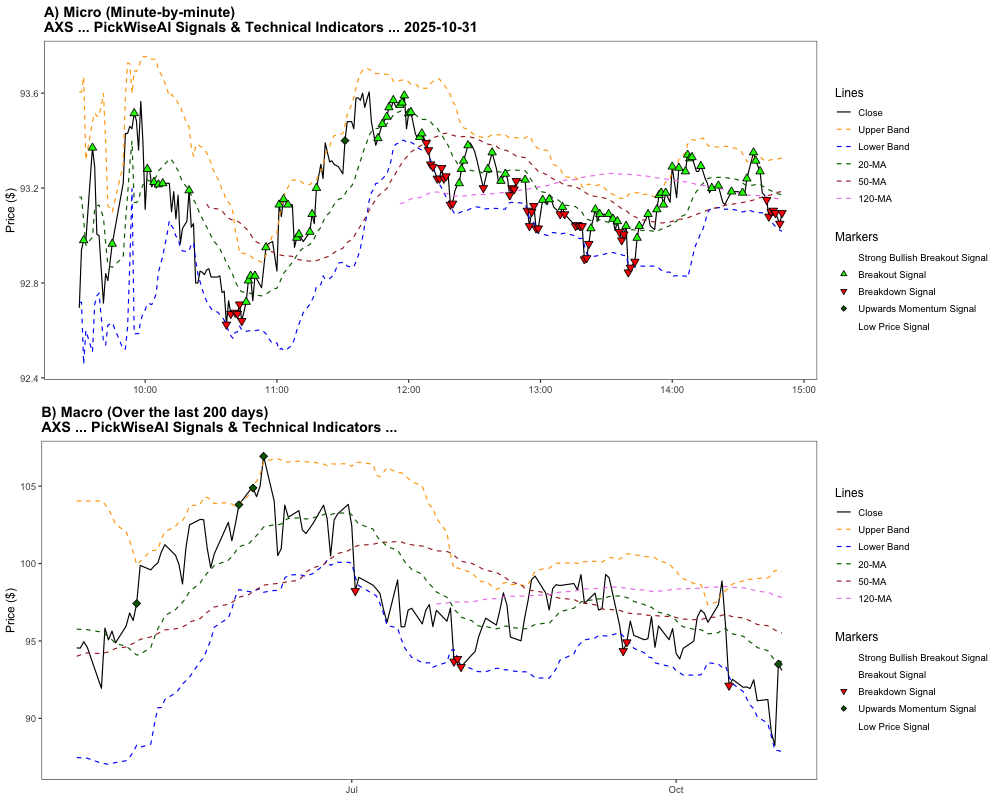 A) Micro (Minute-by-minute)
AXS ... PickWiseAI Signals & Technical Indicators ... 2025-10-31
Price ($)
93.6
93.2
92.8
92.4
10:00
11:00
12:00
13:00
14:00
15:00
Lines
Close
Upper Band
Lower Band
20-MA
50-MA
120-MA
Markers
Strong Bullish Breakout Signal
Breakout Signal
Breakdown Signal
Upwards Momentum Signal
Low Price Signal
B) Macro (Over the last 200 days)
AXS ... PickWiseAI Signals & Technical Indicators ...
Price ($)
105
100
95
90
Jul
Oct
Lines
Close
Upper Band
Lower Band
20-MA
50-MA
120-MA
Markers
Strong Bullish Breakout Signal
Breakout Signal
Breakdown Signal
Upwards Momentum Signal
Low Price Signal